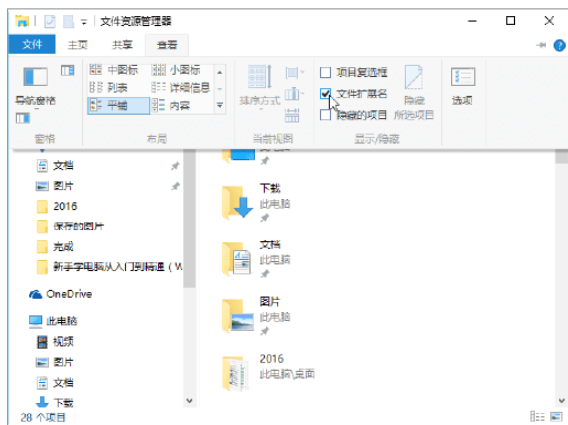 文件资源管理器
文件 主页 共享 查看
导航窗格
中图标 小图标
列表 详细信息
平铺 内容
排序方式
项目复选框
文件扩展名
隐藏的项目
隐藏
所选项目
选项
窗格 布局 当前视图 显示/隐藏
文档
图片
2016
保存的图片
完成
新手学电脑从入门到精通（W
OneDrive
此电脑
视频
图片
文档
下载
28 个项目
下载
此电脑
文档
此电脑
图片
此电脑
2016
此电脑\桌面